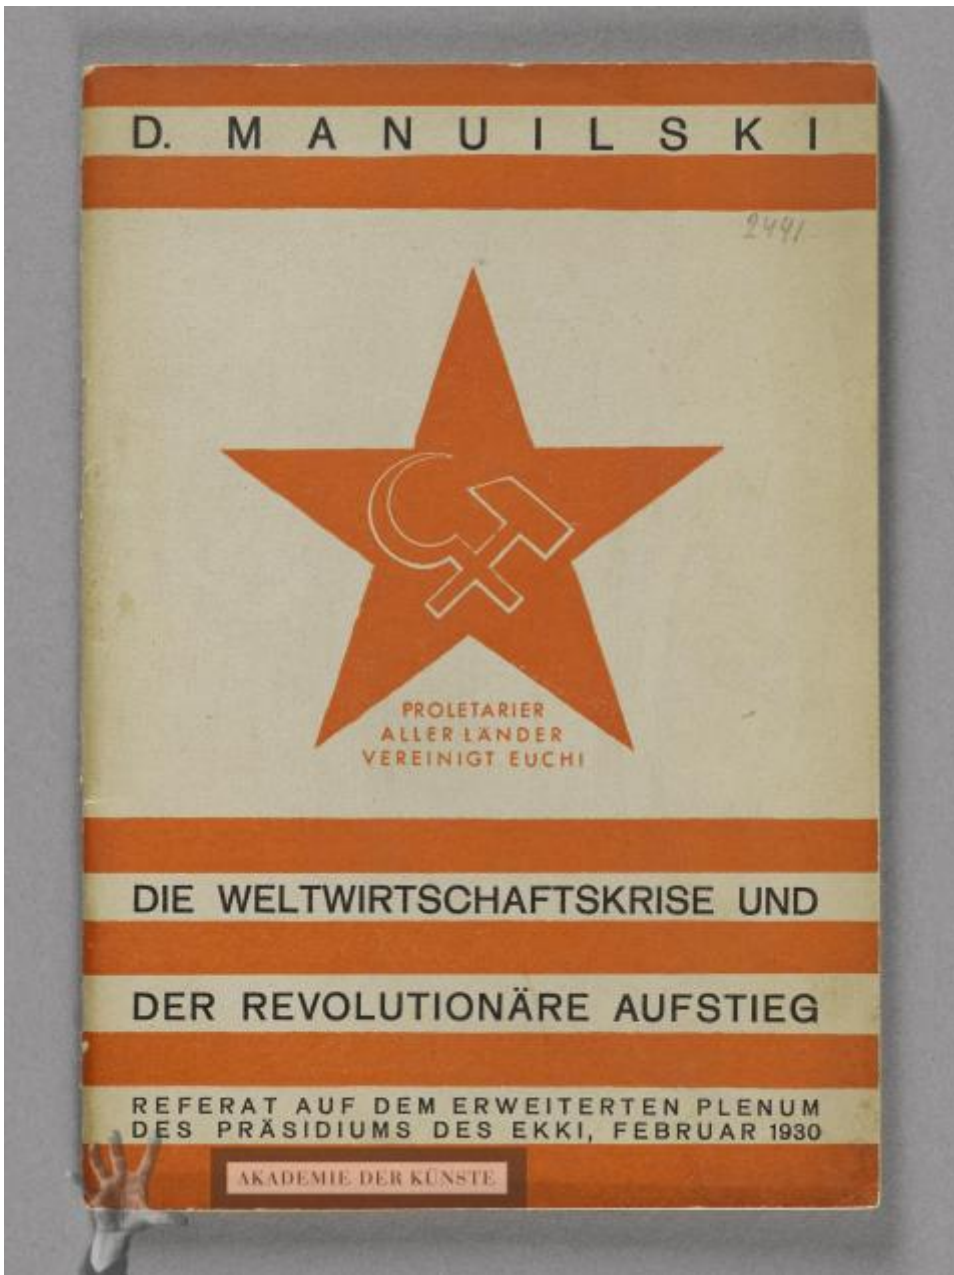 D. MANUILSKI
2441
PROLETARIER
ALLER LÄNDER
VEREINIGT EUCH!
DIE WELTWIRTSCHAFTSKRISE UND
DER REVOLUTIONÄRE AUFSTIEG
REFERAT AUF DEM ERWEITERTEN PLENUM
DES PRÄSIDIUMS DES EKKI, FEBRUAR 1930
AKADEMIE DER KÜNSTE